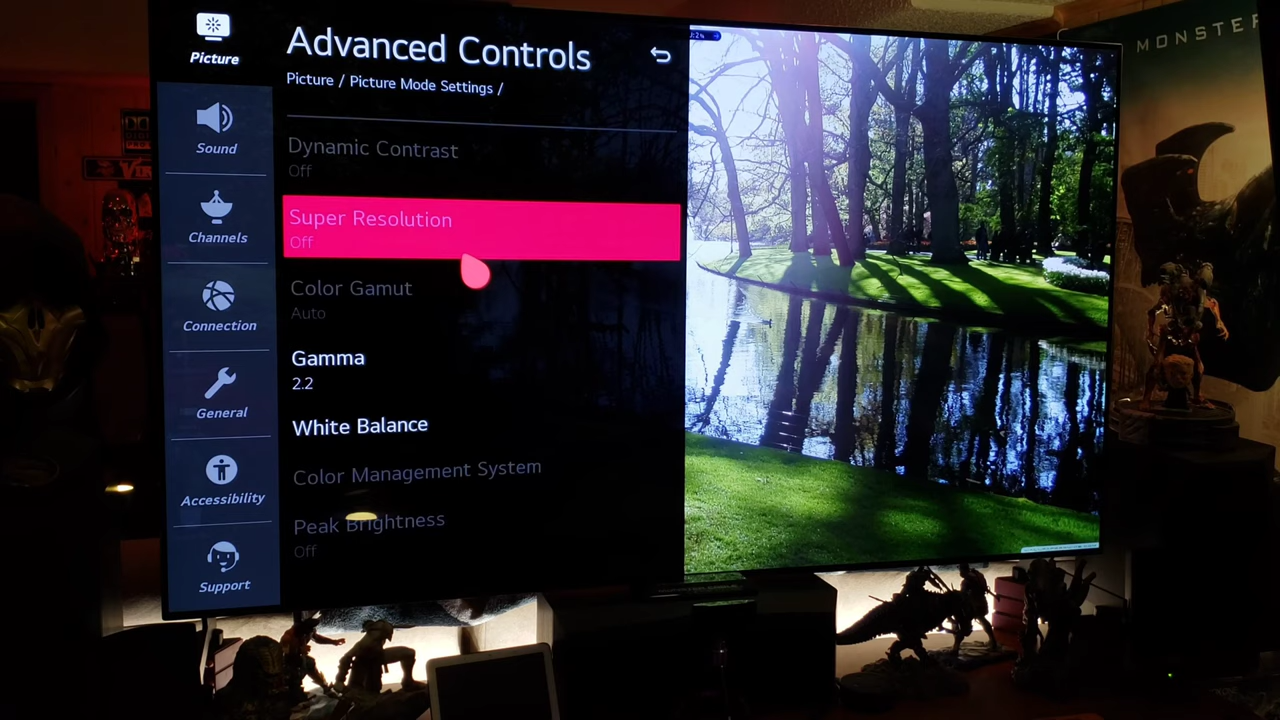 Picture
Advanced Controls
Picture / Picture Mode Settings /
Sound
Channels
Connection
General
Accessibility
Support
Dynamic Contrast
Off
Super Resolution
Off
Color Gamut
Auto
Gamma
2.2
White Balance
Color Management System
Peak Brightness
Off
MONSTER